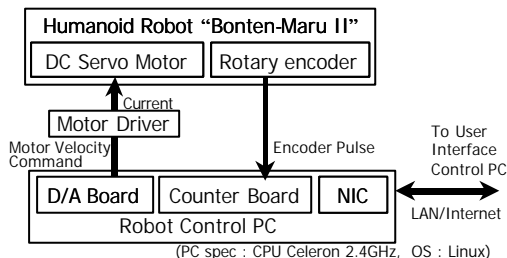 Humanoid Robot “Bonten-Maru II”
DC Servo Motor
Rotary encoder
Current
Motor Driver
Motor Velocity
Command
Encoder Pulse
To User
Interface
Control PC
D/A Board
Counter Board
NIC
LAN/Internet
Robot Control PC
(PC spec : CPU Celeron 2.4GHz, OS : Linux)